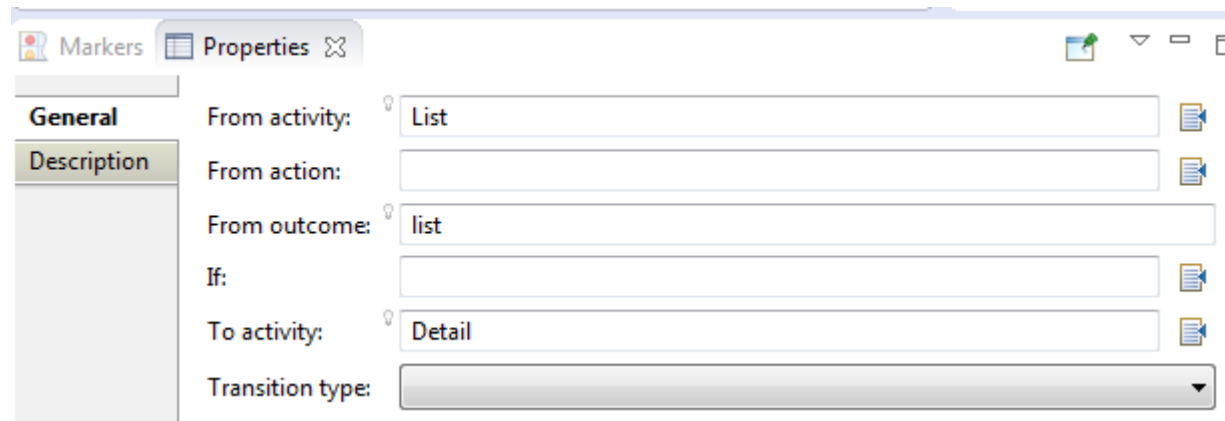 Markers Properties
General
Description
From activity: List
From action:
From outcome: list
If:
To activity: Detail
Transition type: